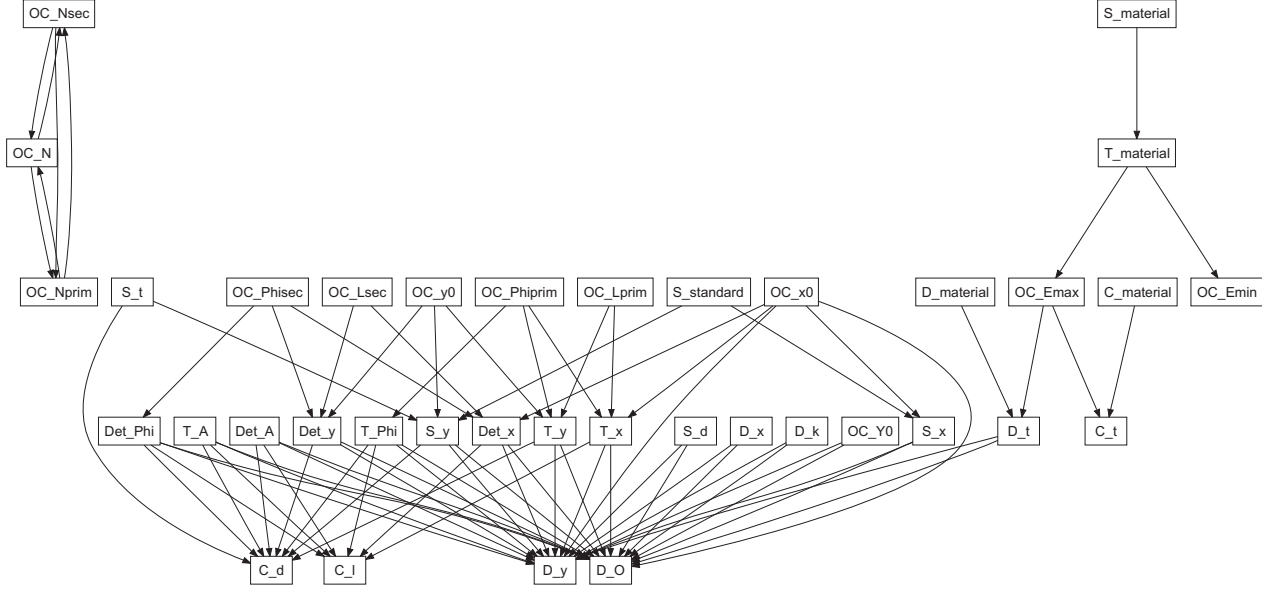 OC_Nsec
S_material
OC_N
T_material
OC_Nprim
S_t
OC_Phisec
OC_Lsec
OC_y0
OC_Phiprim
OC_Lprim
S_standard
OC_x0
D_material
OC_Emax
C_material
OC_Emin
Det_Phi
T_A
Det_A
Det_y
T_Phi
S_y
Det_x
T_y
T_x
S_d
D_x
D_k
OC_Y0
S_x
D_t
C_t
C_d
C_l
D_y
D_O